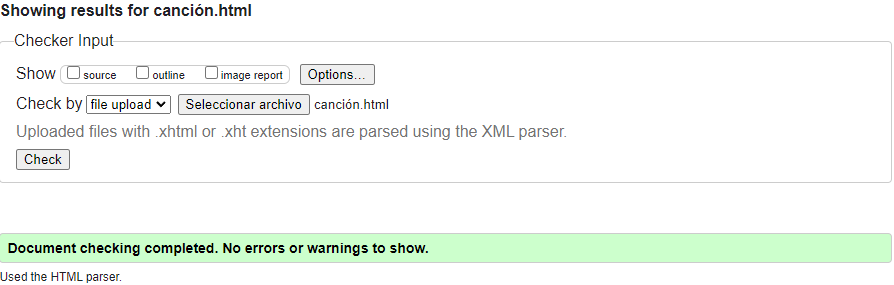 Showing results for canción.html
Checker Input
Show source outline image report Options...
Check by file upload Seleccionar archivo canción.html
Uploaded files with .xhtml or .xht extensions are parsed using the XML parser.
Check
Document checking completed. No errors or warnings to show.
Used the HTML parser.